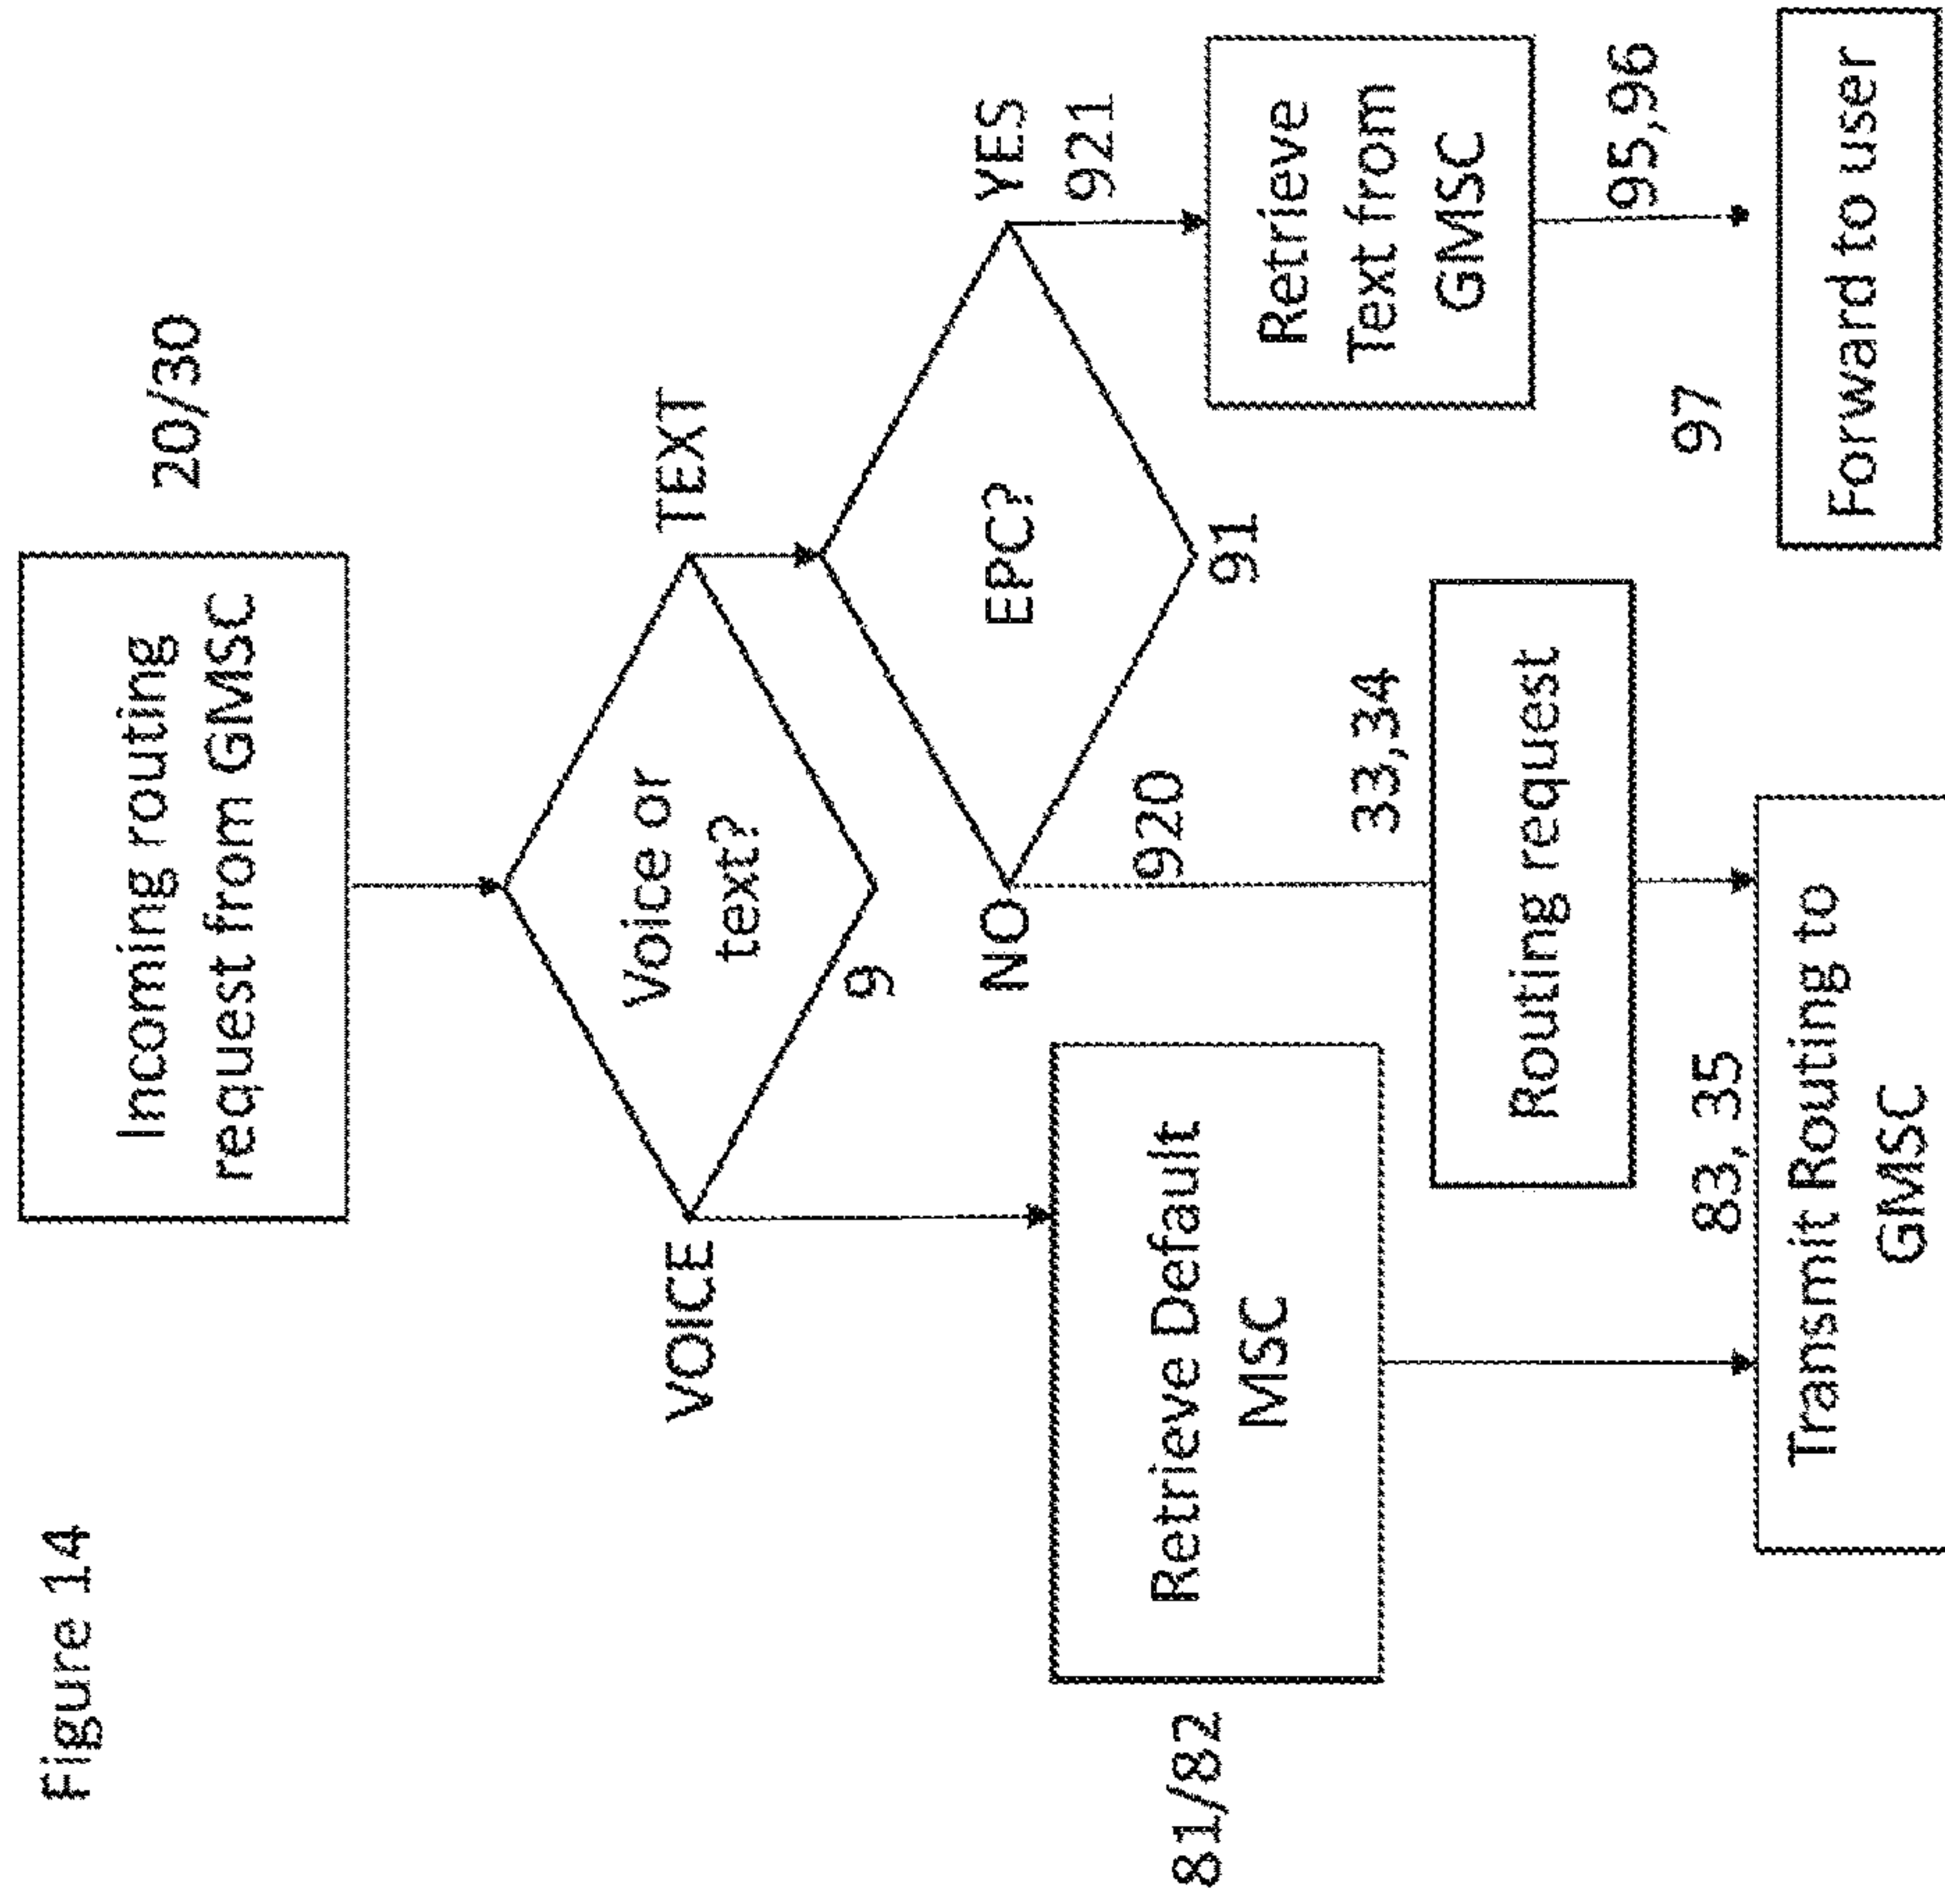 Figure 14
Incoming routing
request from GMSC
20/30
Voice or
text?
9
VOICE
TEXT
EPC?
91
NO
920
YES
921
Retrieve Default
MSC
81/82
Retrieve
Text from
GMSC
95,96
33,34
Routing request
97
83, 35
Transmit Routing to
GMSC
Forward to user